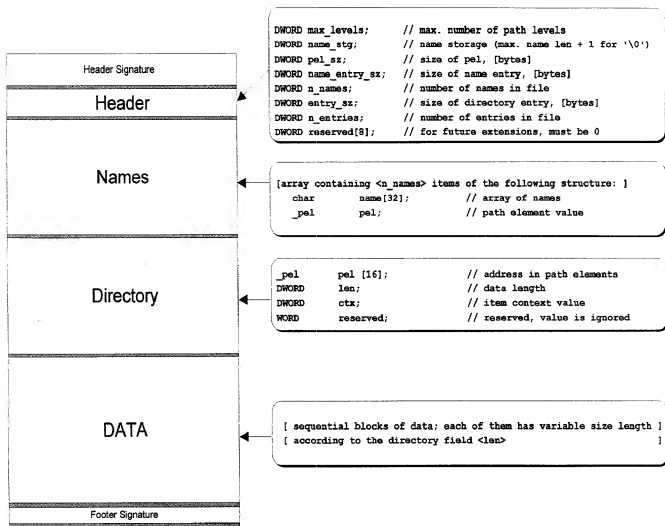 Header Signature
Header
DWORD max_levels; // max. number of path levels
DWORD name_stg; // name storage (max. name len + 1 for '\0')
DWORD pel_sz; // size of pel, [bytes]
DWORD name_entry_sz; // size of name entry, [bytes]
DWORD n_names; // number of names in file
DWORD entry_sz; // size of directory entry, [bytes]
DWORD n_entries; // number of entries in file
DWORD reserved[8]; // for future extensions, must be 0
Names
[array containing <n_names> items of the following structure: ]
char name[32]; // array of names
_pel pel; // path element value
Directory
_pel pel [16]; // address in path elements
DWORD len; // data length
DWORD ctx; // item context value
WORD reserved; // reserved, value is ignored
DATA
[ sequential blocks of data; each of them has variable size length ]
[ according to the directory field <len> ]
Footer Signature